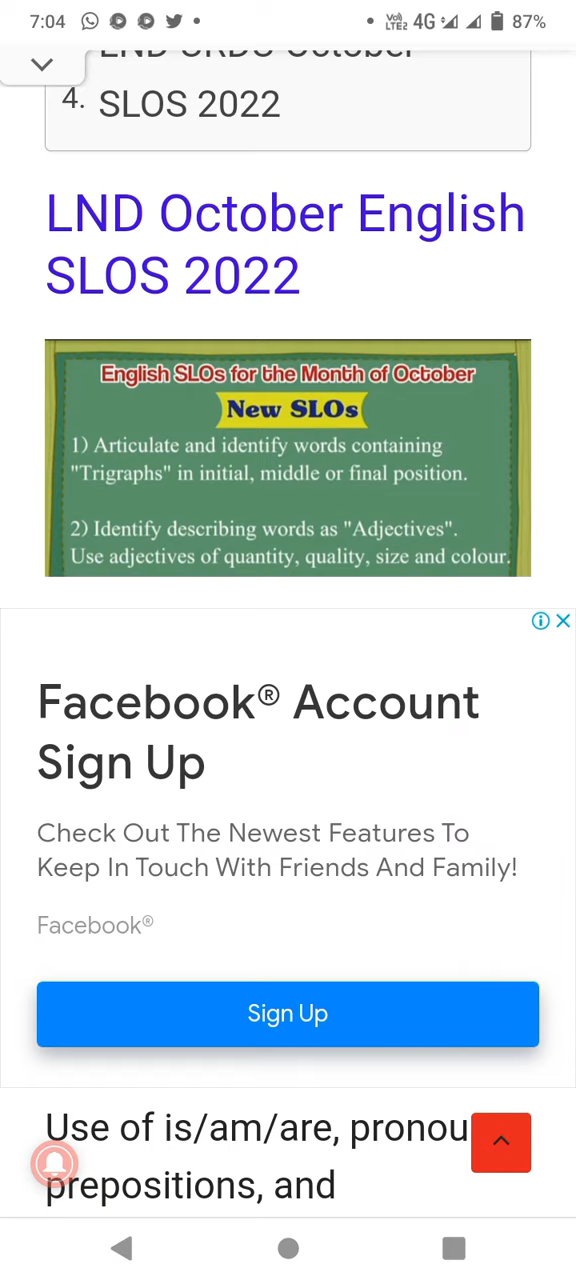 7:04
Vo) LTE2 4G 87%
4. SLOS 2022
LND October English
SLOS 2022
English SLOs for the Month of October
New SLOs
1) Articulate and identify words containing
"Trigraphs" in initial, middle or final position.
2) Identify describing words as "Adjectives".
Use adjectives of quantity, quality, size and colour.
Facebook® Account
Sign Up
Check Out The Newest Features To
Keep In Touch With Friends And Family!
Facebook®
Sign Up
Use of is/am/are, pronou
prepositions, and